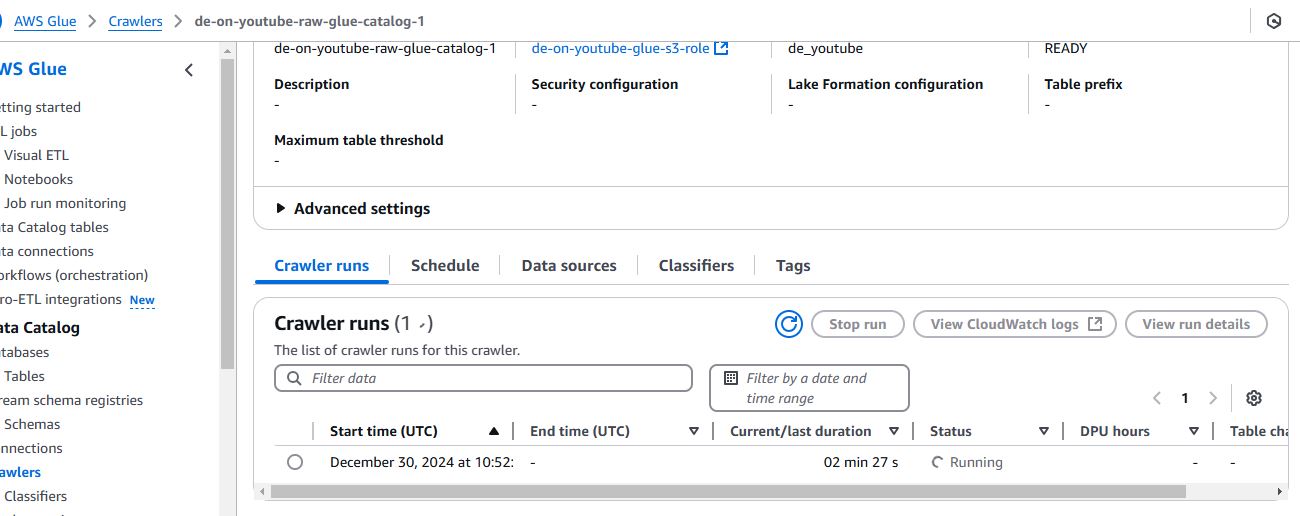 AWS Glue > Crawlers > de-on-youtube-raw-glue-catalog-1
WS Glue
de-on-youtube-raw-glue-catalog-1 de-on-youtube-glue-s3-role de_youtube READY
Description Security configuration Lake Formation configuration Table prefix
- - - -
Maximum table threshold
-
Advanced settings
etting started
L jobs
Visual ETL
Notebooks
Job run monitoring
ata Catalog tables
ata connections
orkflows (orchestration)
ro-ETL integrations New
ata Catalog
atabases
Tables
ream schema registries
Schemas
onnections
awlers
Classifiers
Crawler runs Schedule Data sources Classifiers Tags
Crawler runs (1) Stop run View CloudWatch logs View run details
The list of crawler runs for this crawler.
Filter data
Filter by a date and
time range
1
Start time (UTC) End time (UTC) Current/last duration Status DPU hours Table cha
December 30, 2024 at 10:52: - 02 min 27 s Running - -